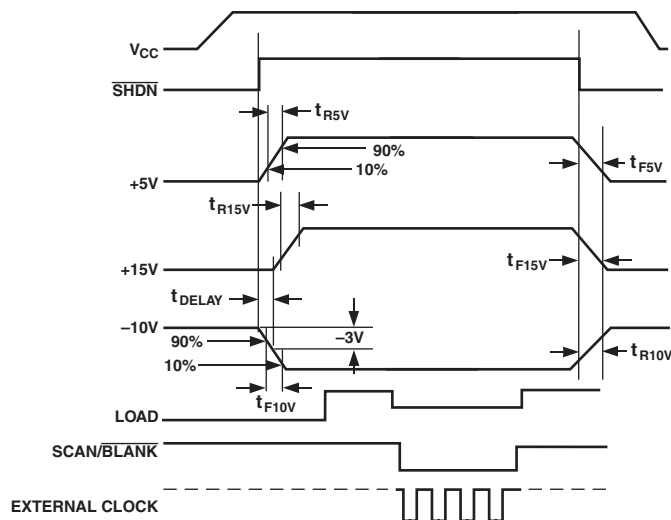 VCC
SHDN
tR5V
90%
10%
+5V
tF5V
tR15V
+15V
tF15V
tDELAY
–10V
–3V
90%
tR10V
10%
tF10V
LOAD
SCAN/BLANK
EXTERNAL CLOCK